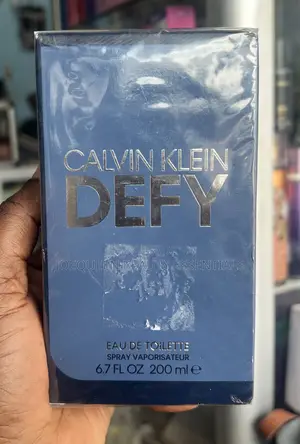 CALVIN KLEIN
DEFY
EAU DE TOILETTE
SPRAY VAPORISATEUR
6.7 FL OZ 200 ml e